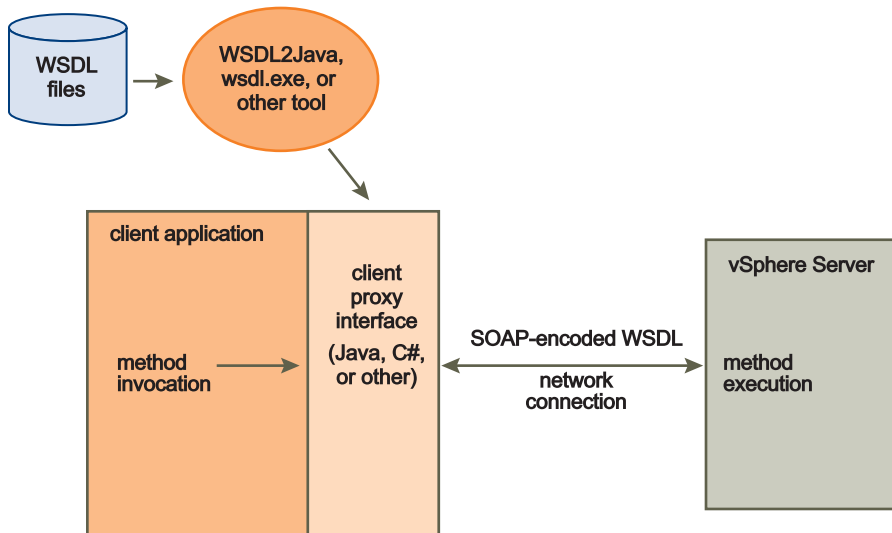 WSDL
files
WSDL2Java,
wsdl.exe, or
other tool
client application
method
invocation
client
proxy
interface
(Java, C#,
or other)
SOAP-encoded WSDL
network
connection
vSphere Server
method
execution